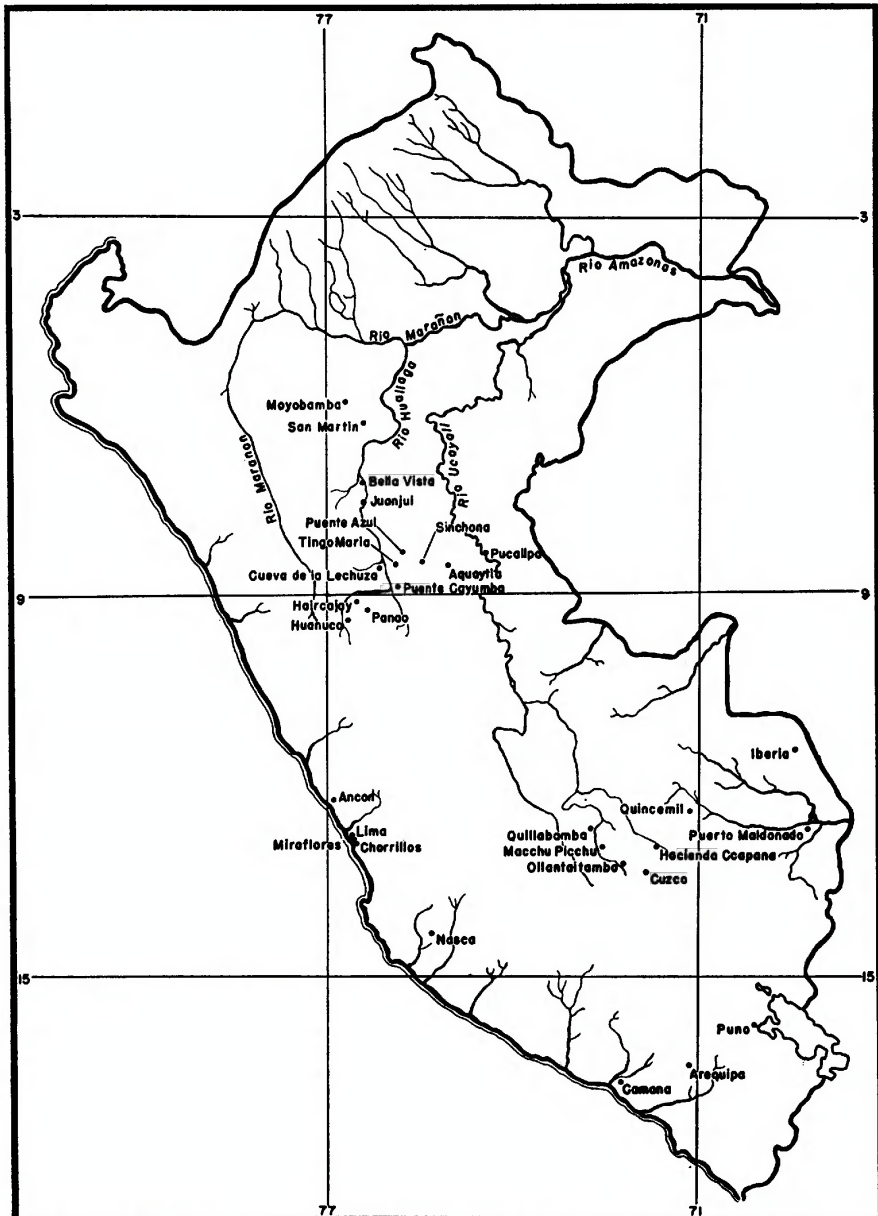 77
71
3
3
Rio Amazonas
Rio Marañon
Rio Huallaga
Moyobamba
San Martin
Rio Ucayali
Rio Maranon
Bella Vista
Juanjui
Puente Azul
Sinchona
Tingo Maria
Pucallpa
Cueva de la Lechuza
Aquaytia
Puente Cayumba
9
9
Haircajay
Panao
Huanuco
Iberia
Ancon
Quincemil
Lima
Quillabamba
Puerto Maldonado
Miraflores
Chorrillos
Macchu Picchu
Hacienda Ccapana
Ollantaitambo
Cuzco
Nasca
15
15
Puno
Arequipa
Camana
77
71